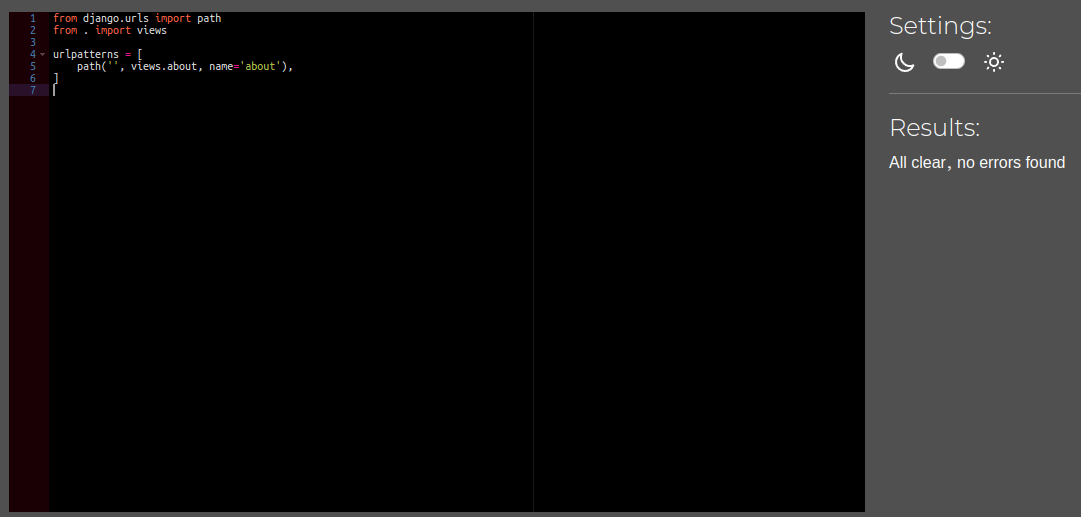 1 from django.urls import path
2 from . import views
3
4 urlpatterns = [
5     path('', views.about, name='about'),
6 ]
7
Settings:
Results:
All clear, no errors found